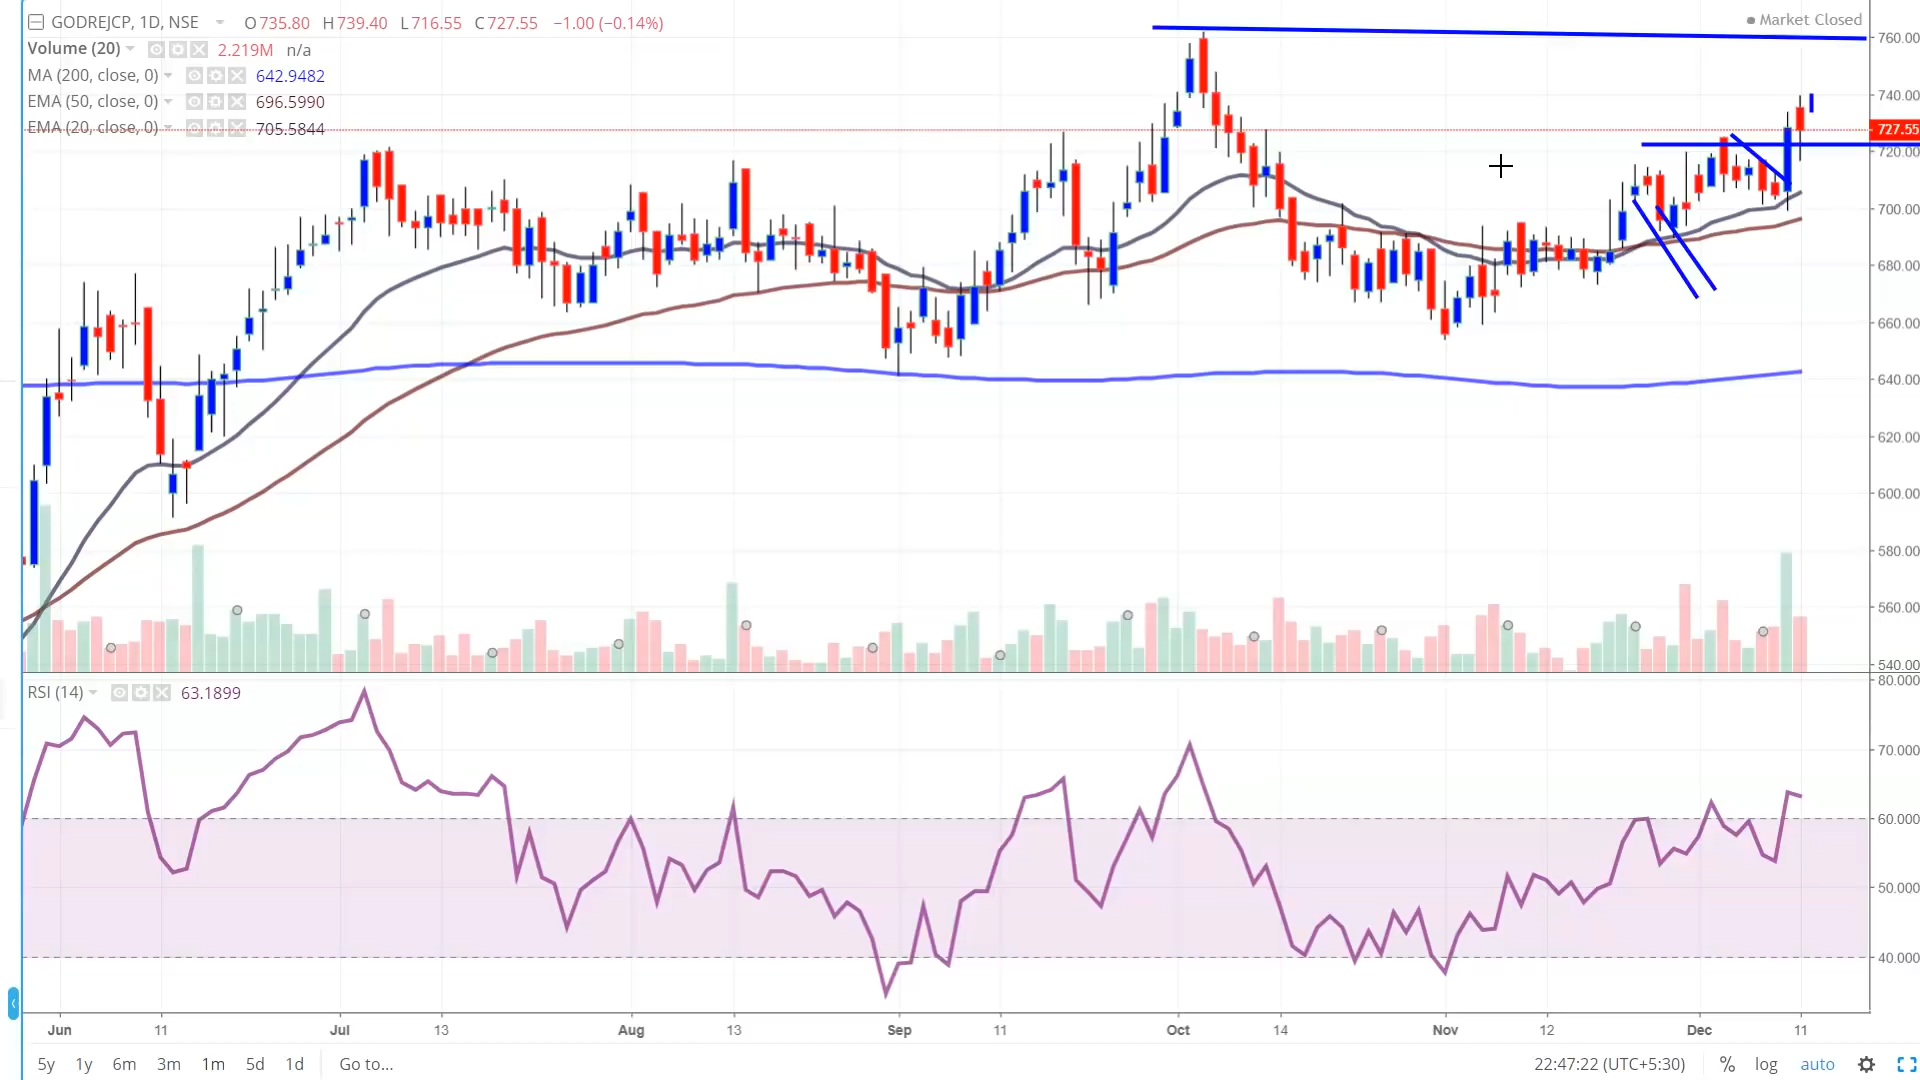 GODREJCP, 1D, NSE O735.80 H739.40 L716.55 C727.55 −1.00 (−0.14%)
Market Closed
Volume (20) 2.219M n/a
MA (200, close, 0) 642.9482
EMA (50, close, 0) 696.5990
EMA (20, close, 0) 705.5844
760.00
740.00
727.55
720.00
700.00
680.00
660.00
640.00
620.00
600.00
580.00
560.00
540.00
RSI (14) 63.1899
80.000
70.000
60.000
50.000
40.000
Jun 11 Jul 13 Aug 13 Sep 11 Oct 14 Nov 12 Dec 11
5y 1y 6m 3m 1m 5d 1d Go to... 22:47:22 (UTC+5:30) % log auto